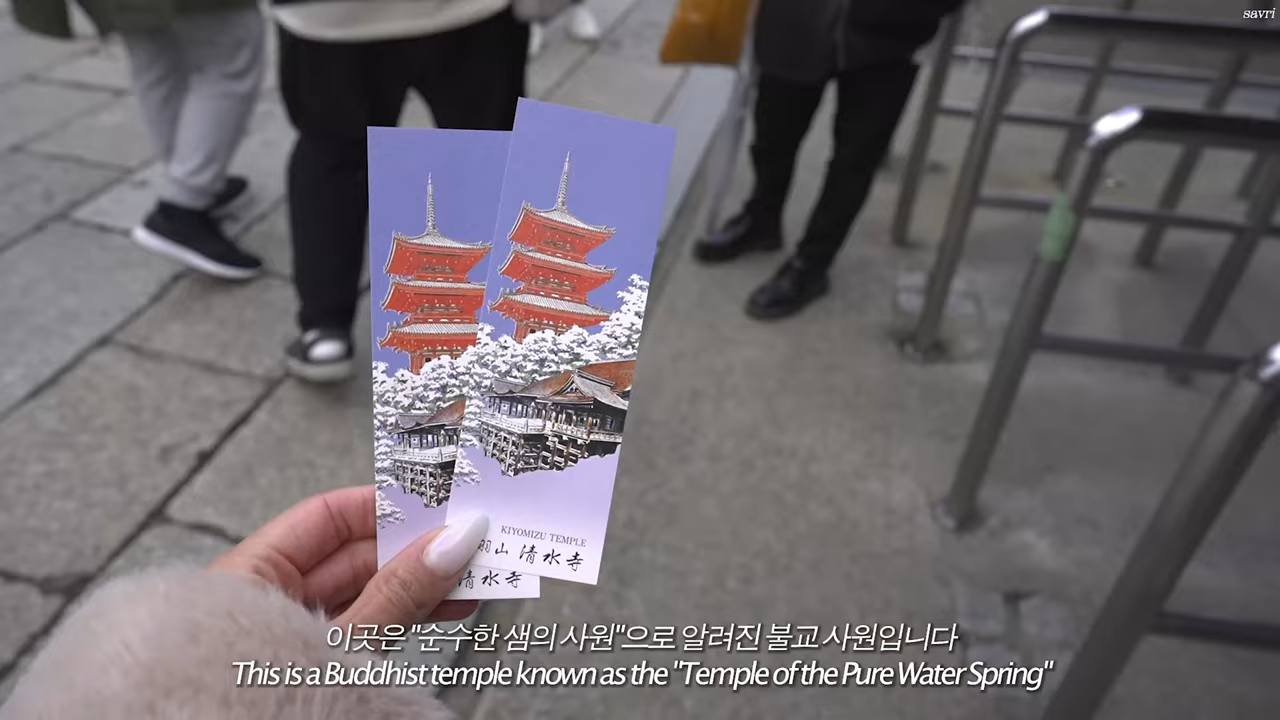 savri
KIYOMIZU TEMPLE
羽山 清水寺
清水寺
이곳은 "순수한 샘의 사원"으로 알려진 불교 사원입니다
This is a Buddhist temple known as the "Temple of the Pure Water Spring"